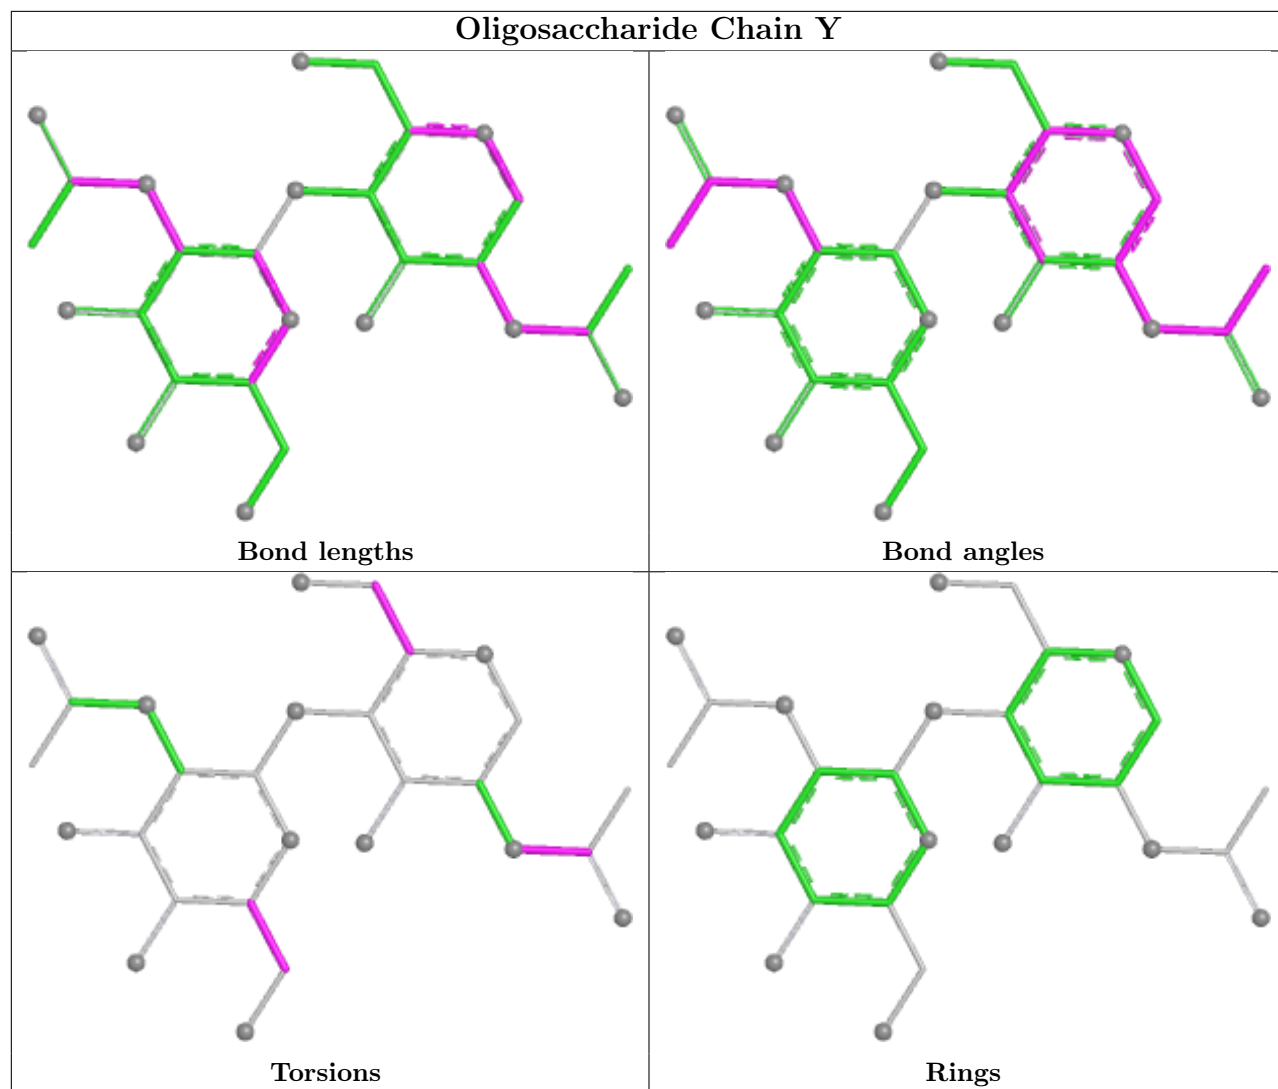 Oligosaccharide Chain Y
Bond lengths
Bond angles
Torsions
Rings